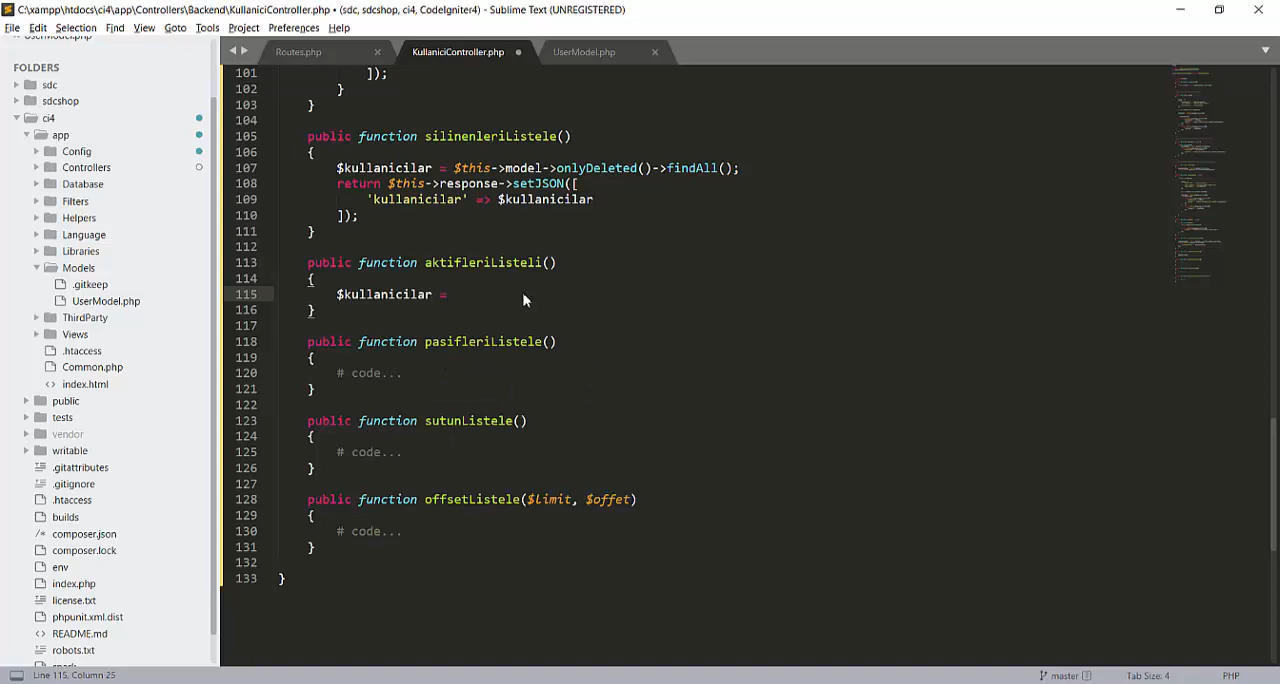 C:\xampp\htdocs\ci4\app\Controllers\Backend\KullaniciController.php • (sdc, sdcshop, ci4, CodeIgniter4) - Sublime Text (UNREGISTERED)
File Edit Selection Find View Goto Tools Project Preferences Help
UserModel.php
FOLDERS
sdc
sdcshop
ci4
app
Config
Controllers
Database
Filters
Helpers
Language
Libraries
Models
.gitkeep
UserModel.php
ThirdParty
Views
.htaccess
Common.php
index.html
public
tests
vendor
writable
.gitattributes
.gitignore
.htaccess
builds
composer.json
composer.lock
env
index.php
license.txt
phpunit.xml.dist
README.md
robots.txt
spark
Routes.php KullaniciController.php UserModel.php
101 ]);
102 }
103 }
104
105 public function silinenleriListele()
106 {
107 $kullanicilar = $this->model->onlyDeleted()->findAll();
108 return $this->response->setJSON([
109 'kullanicilar' => $kullanicilar
110 ]);
111 }
112
113 public function aktifleriListeli()
114 {
115 $kullanicilar =
116 }
117
118 public function pasifleriListele()
119 {
120 # code...
121 }
122
123 public function sutunListele()
124 {
125 # code...
126 }
127
128 public function offsetListele($limit, $offet)
129 {
130 # code...
131 }
132
133 }
Line 115, Column 25 master Tab Size: 4 PHP